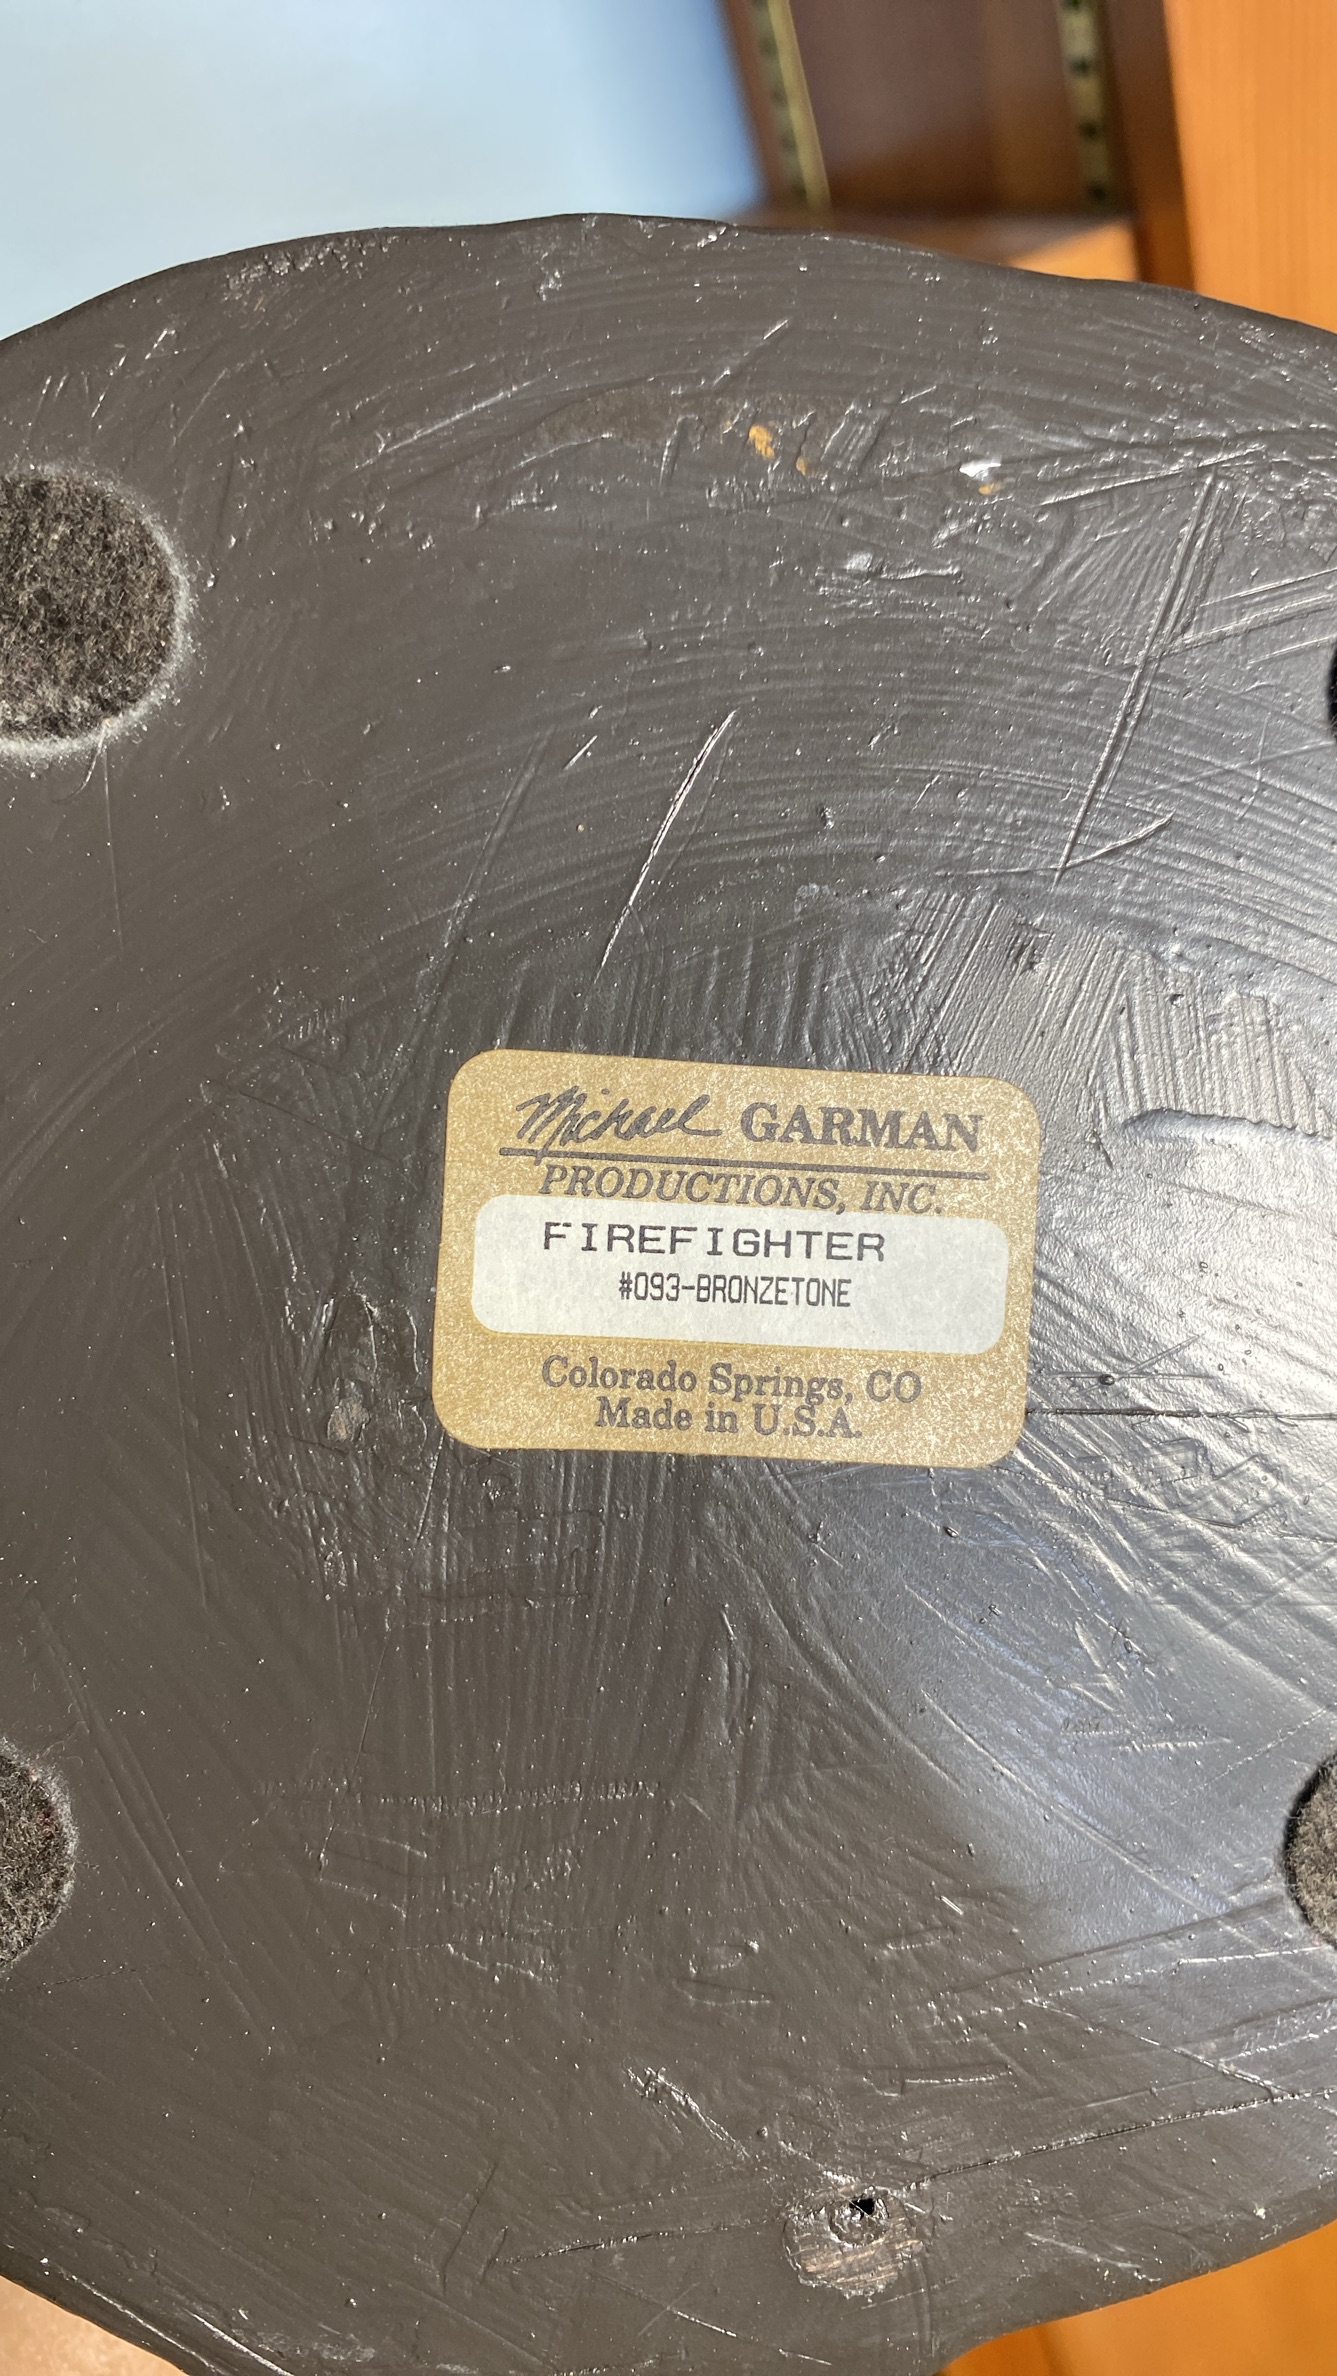 Michael GARMAN
PRODUCTIONS, INC.
FIREFIGHTER
#093-BRONZETONE
Colorado Springs, CO
Made in U.S.A.